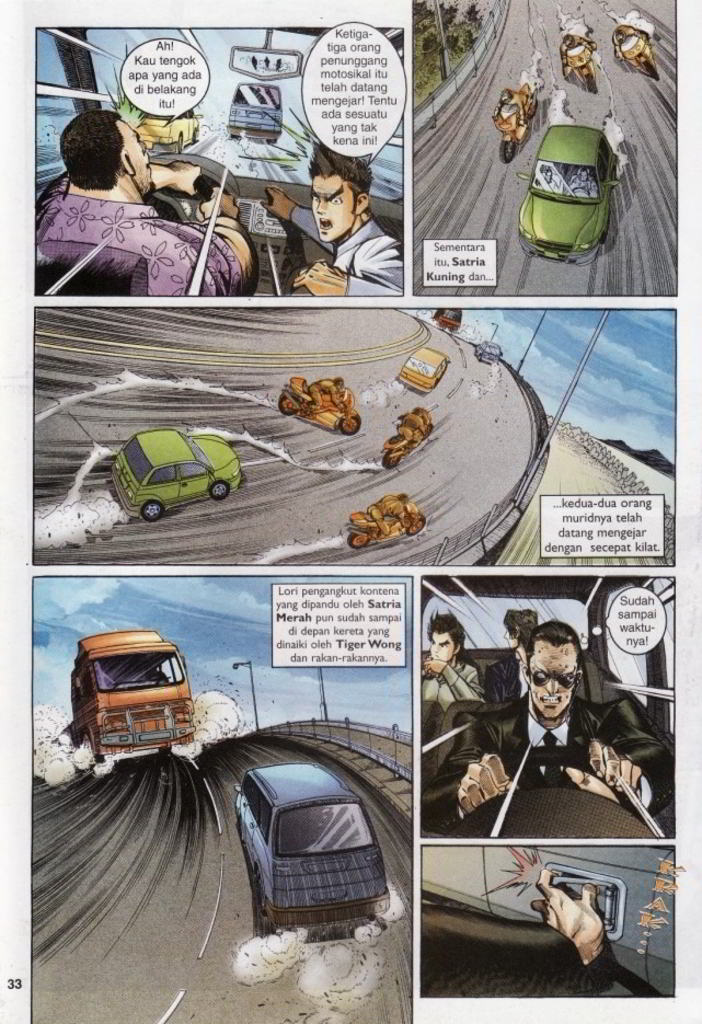 Ah!
Kau tengok
apa yang ada
di belakang
itu!
Ketiga-
tiga orang
penunggang
motosikal itu
telah datang
mengejar! Tentu
ada sesuatu
yang tak
kena ini!
Sementara
itu, Satria
Kuning dan...
...kedua-dua orang
muridnya telah
datang mengejar
dengan secepat kilat.
Lori pengangkut kontena
yang dipandu oleh Satria
Merah pun sudah sampai
di depan kereta yang
dinaiki oleh Tiger Wong
dan rakan-rakannya.
Sudah
sampai
waktu-
nya!
KRAK...
33